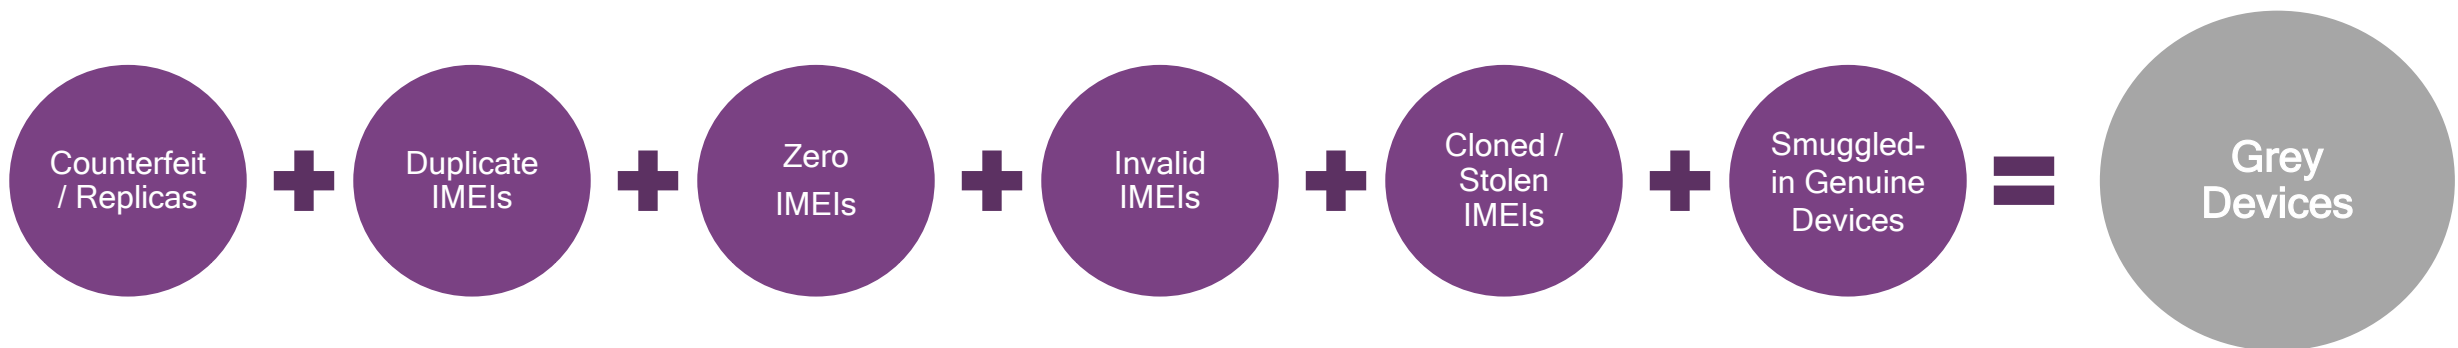 Counterfeit
/ Replicas
Duplicate
IMEIs
Zero
IMEIs
Invalid
IMEIs
Cloned /
Stolen
IMEIs
Smuggled-
in Genuine
Devices
Grey
Devices